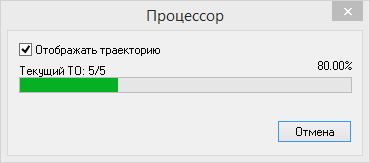 Процессор
Отображать траекторию
Текущий ТО: 5/5
80.00%
Отмена